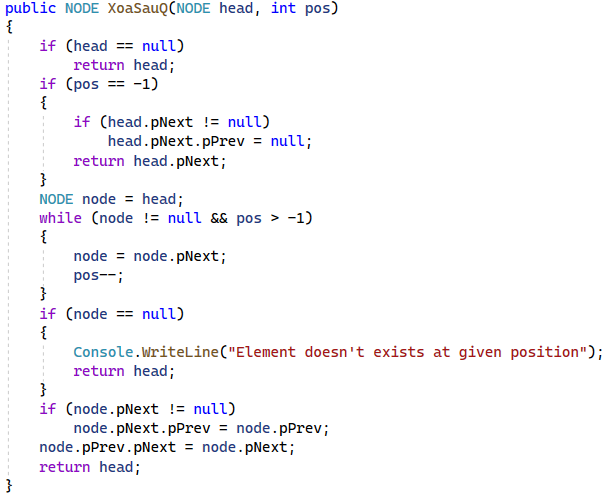 public NODE XoaSauQ(NODE head, int pos)
{
    if (head == null)
        return head;
    if (pos == -1)
    {
        if (head.pNext != null)
            head.pNext.pPrev = null;
        return head.pNext;
    }
    NODE node = head;
    while (node != null && pos > -1)
    {
        node = node.pNext;
        pos--;
    }
    if (node == null)
    {
        Console.WriteLine("Element doesn't exists at given position");
        return head;
    }
    if (node.pNext != null)
        node.pNext.pPrev = node.pPrev;
    node.pPrev.pNext = node.pNext;
    return head;
}